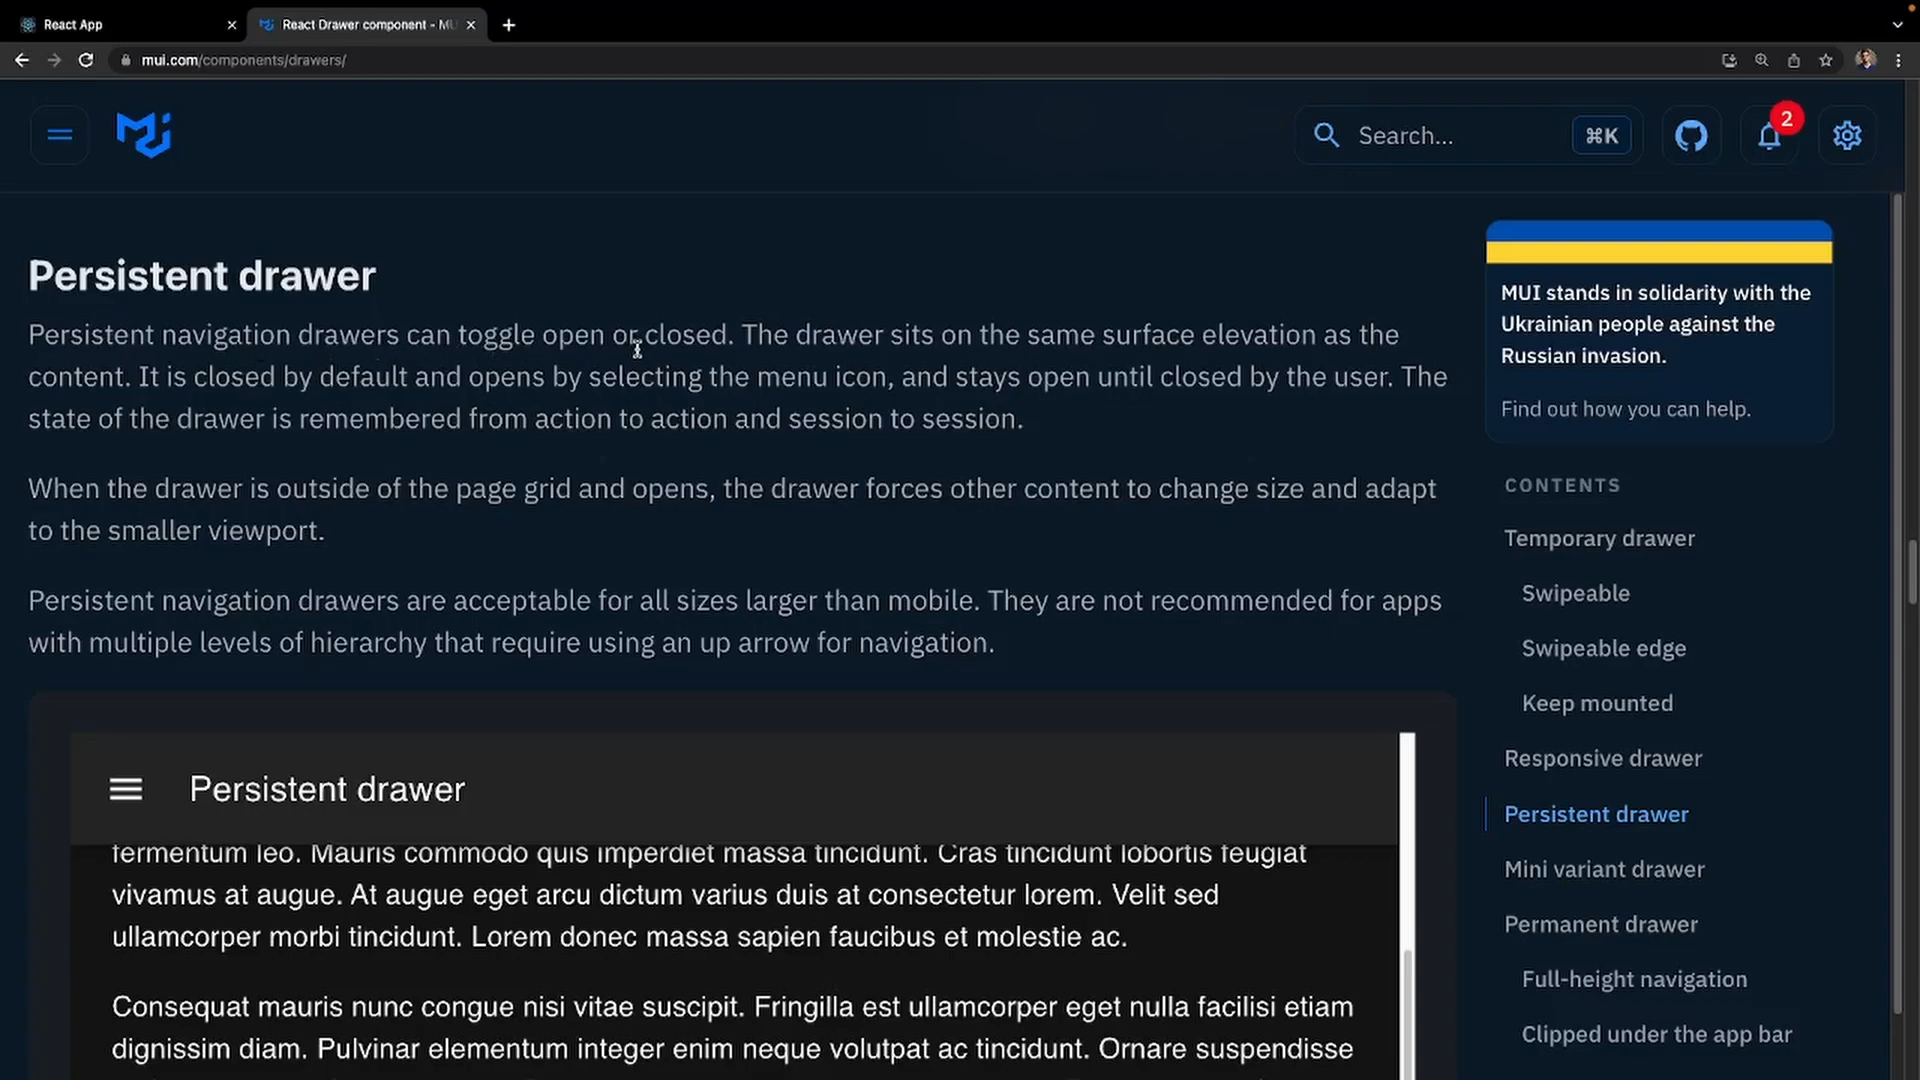 React App
React Drawer component - MU
mui.com/components/drawers/
Search...
⌘K
2
Persistent drawer
Persistent navigation drawers can toggle open or closed. The drawer sits on the same surface elevation as the
content. It is closed by default and opens by selecting the menu icon, and stays open until closed by the user. The
state of the drawer is remembered from action to action and session to session.
When the drawer is outside of the page grid and opens, the drawer forces other content to change size and adapt
to the smaller viewport.
Persistent navigation drawers are acceptable for all sizes larger than mobile. They are not recommended for apps
with multiple levels of hierarchy that require using an up arrow for navigation.
Persistent drawer
fermentum leo. Mauris commodo quis imperdiet massa tincidunt. Cras tincidunt lobortis feugiat
vivamus at augue. At augue eget arcu dictum varius duis at consectetur lorem. Velit sed
ullamcorper morbi tincidunt. Lorem donec massa sapien faucibus et molestie ac.
Consequat mauris nunc congue nisi vitae suscipit. Fringilla est ullamcorper eget nulla facilisi etiam
dignissim diam. Pulvinar elementum integer enim neque volutpat ac tincidunt. Ornare suspendisse
MUI stands in solidarity with the
Ukrainian people against the
Russian invasion.
Find out how you can help.
CONTENTS
Temporary drawer
Swipeable
Swipeable edge
Keep mounted
Responsive drawer
Persistent drawer
Mini variant drawer
Permanent drawer
Full-height navigation
Clipped under the app bar